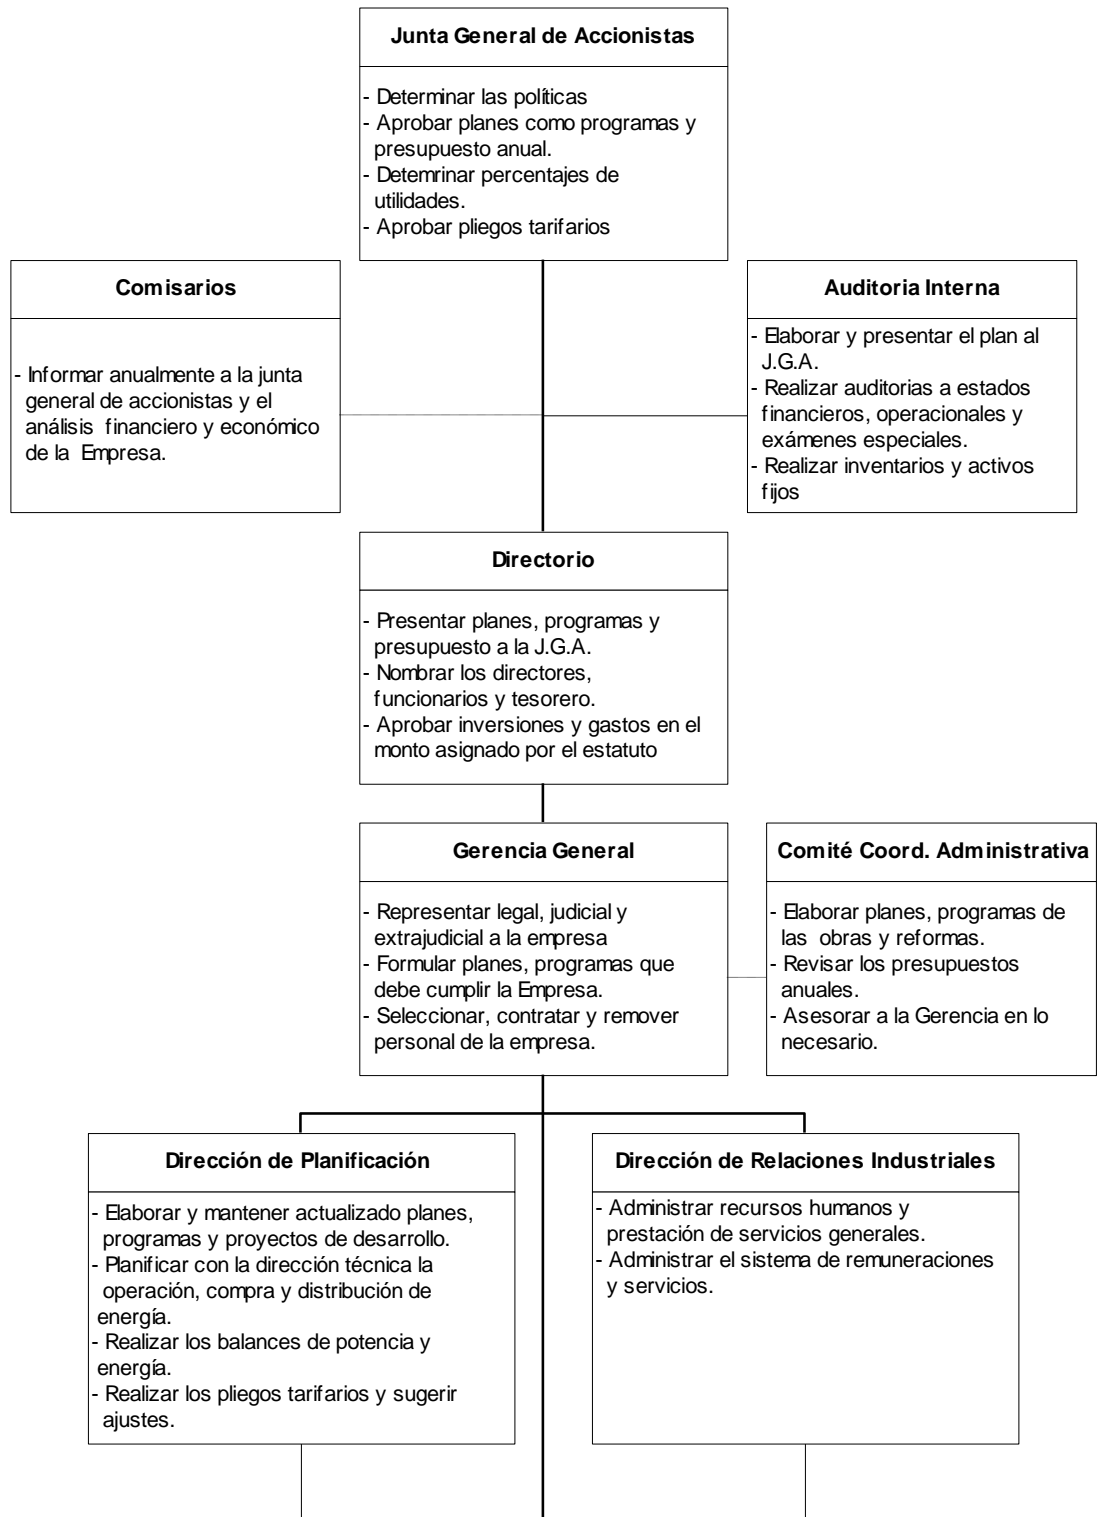 Junta General de Accionistas
- Determinar las políticas
- Aprobar planes como programas y
presupuesto anual.
- Detemrinar percentajes de
utilidades.
- Aprobar pliegos tarifarios
Comisarios
- Informar anualmente a la junta
general de accionistas y el
análisis financiero y económico
de la Empresa.
Auditoria Interna
- Elaborar y presentar el plan al
J.G.A.
- Realizar auditorias a estados
financieros, operacionales y
exámenes especiales.
- Realizar inventarios y activos
fijos
Directorio
- Presentar planes, programas y
presupuesto a la J.G.A.
- Nombrar los directores,
funcionarios y tesorero.
- Aprobar inversiones y gastos en el
monto asignado por el estatuto
Gerencia General
- Representar legal, judicial y
extrajudicial a la empresa
- Formular planes, programas que
debe cumplir la Empresa.
- Seleccionar, contratar y remover
personal de la empresa.
Comité Coord. Administrativa
- Elaborar planes, programas de
las obras y reformas.
- Revisar los presupuestos
anuales.
- Asesorar a la Gerencia en lo
necesario.
Dirección de Planificación
- Elaborar y mantener actualizado planes,
programas y proyectos de desarrollo.
- Planificar con la dirección técnica la
operación, compra y distribución de
energía.
- Realizar los balances de potencia y
energía.
- Realizar los pliegos tarifarios y sugerir
ajustes.
Dirección de Relaciones Industriales
- Administrar recursos humanos y
prestación de servicios generales.
- Administrar el sistema de remuneraciones
y servicios.